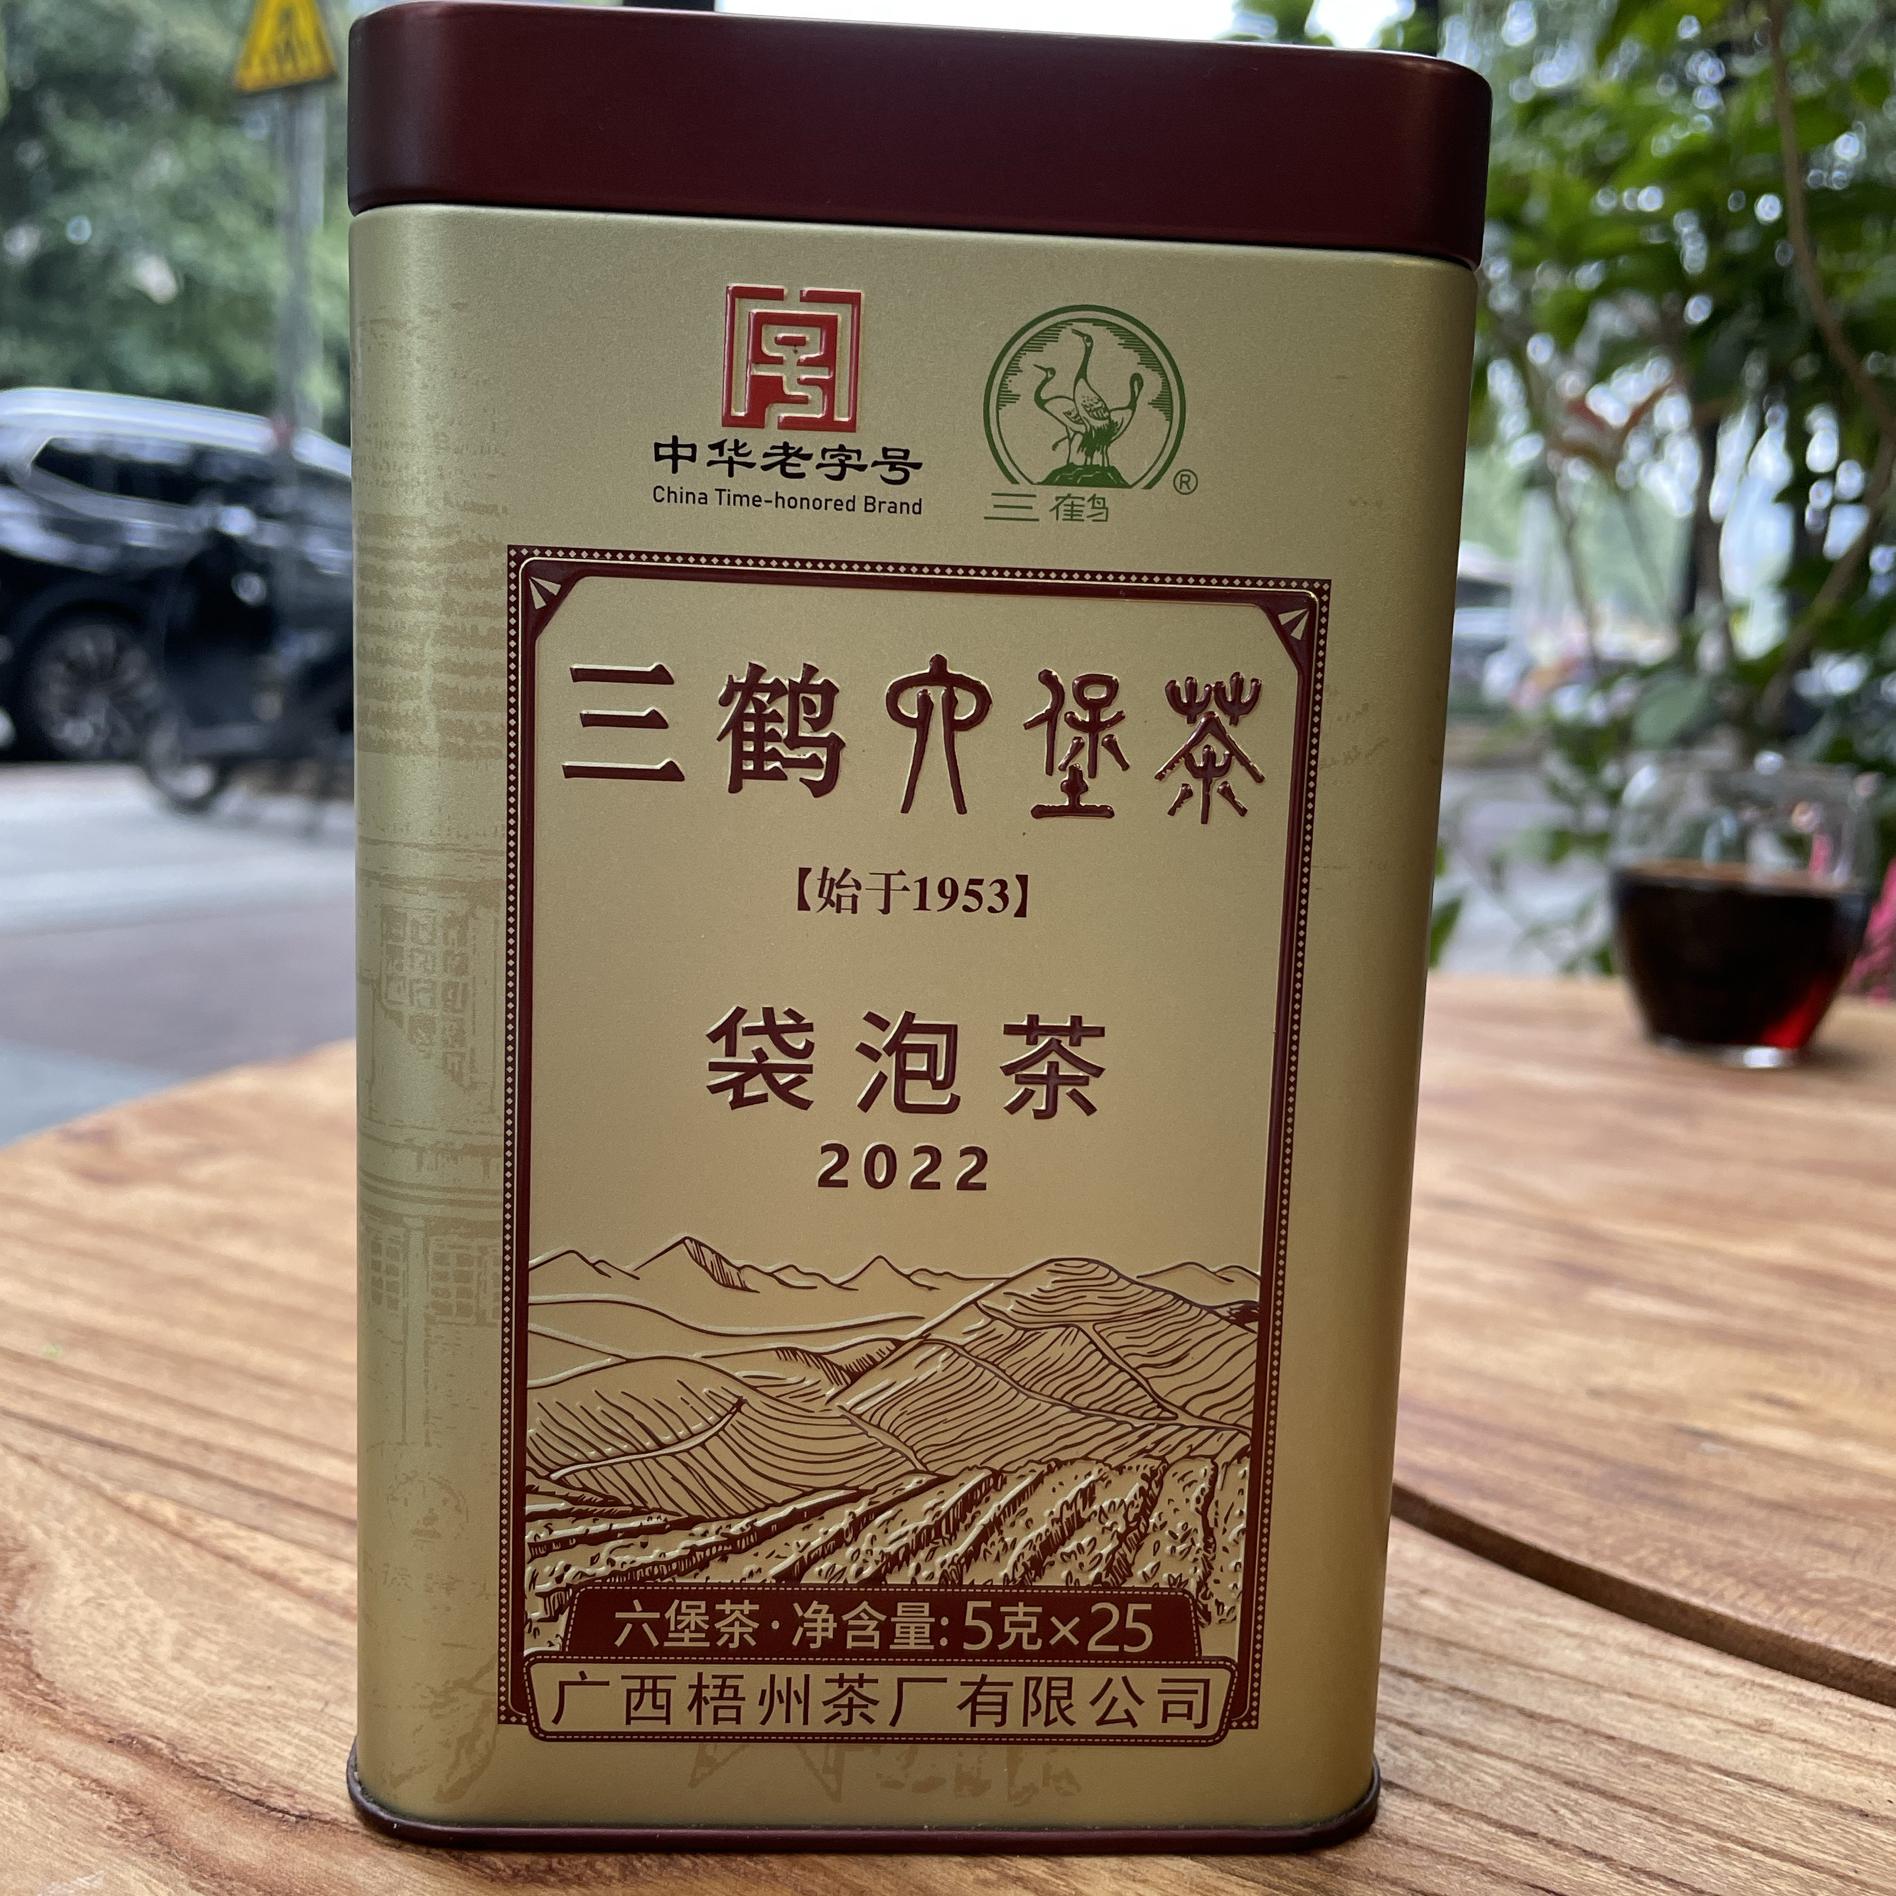 中华老字号
China Time-honored Brand
三鹤
®
三鹤六堡茶
【始于1953】
袋泡茶
2022
六堡茶·净含量:5克×25
广西梧州茶厂有限公司